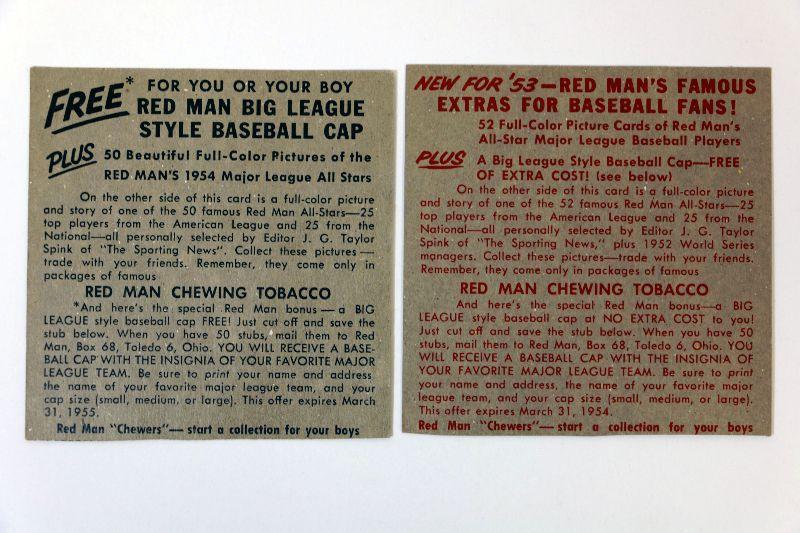 FREE* FOR YOU OR YOUR BOY
RED MAN BIG LEAGUE
STYLE BASEBALL CAP
PLUS 50 Beautiful Full-Color Pictures of the
RED MAN'S 1954 Major League All Stars
On the other side of this card is a full-color picture
and story of one of the 50 famous Red Man All-Stars—25
top players from the American League and 25 from the
National—all personally selected by Editor J. G. Taylor
Spink of "The Sporting News". Collect these pictures—
trade with your friends. Remember, they come only in
packages of famous
RED MAN CHEWING TOBACCO
*And here's the special Red Man bonus—a BIG
LEAGUE style baseball cap FREE! Just cut off and save the
stub below. When you have 50 stubs, mail them to Red
Man, Box 68, Toledo 6, Ohio. YOU WILL RECEIVE A BASE-
BALL CAP WITH THE INSIGNIA OF YOUR FAVORITE MAJOR
LEAGUE TEAM. Be sure to print your name and address
the name of your favorite major league team, and your
cap size (small, medium, or large). This offer expires March
31, 1955.
Red Man "Chewers"—start a collection for your boys
NEW FOR '53—RED MAN'S FAMOUS
EXTRAS FOR BASEBALL FANS!
52 Full-Color Picture Cards of Red Man's
All-Star Major League Baseball Players
PLUS A Big League Style Baseball Cap—FREE
OF EXTRA COST! (see below)
On the other side of this card is a full-color picture
and story of one of the 52 famous Red Man All-Stars—25
top players from the American League and 25 from the
National—all personally selected by Editor J. G. Taylor
Spink of "The Sporting News," plus 1952 World Series
managers. Collect these pictures—trade with your friends.
Remember, they come only in packages of famous
RED MAN CHEWING TOBACCO
And here's the special Red Man bonus—a BIG
LEAGUE style baseball cap at NO EXTRA COST to you!
Just cut off and save the stub below. When you have 50
stubs, mail them to Red Man, Box 68, Toledo 6, Ohio. YOU
WILL RECEIVE A BASEBALL CAP WITH THE INSIGNIA OF
YOUR FAVORITE MAJOR LEAGUE TEAM. Be sure to print
your name and address, the name of your favorite major
league team, and your cap size (small, medium, or large).
This offer expires March 31, 1954.
Red Man "Chewers"—start a collection for your boys